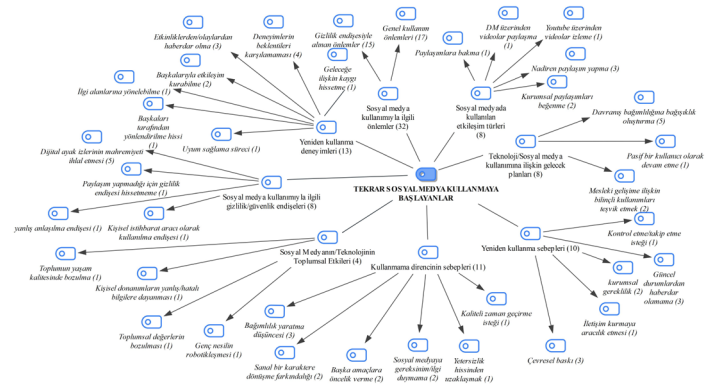 Etkinliklerden/olaylardan
haberdar olma (3)
Deneyimlerin
beklentileri
karşılamaması (4)
Gizlilik endişesiyle
alınan önlemler (15)
Genel kullanım
önlemleri (17)
DM üzerinden
videolar paylaşma
(1)
Youtube üzerinden
videolar izleme (1)
Paylaşımlara bakma (1)
Nadiren paylaşım yapma (3)
Başkalarıyla etkileşim
kurabilme (2)
Geleceğe
ilişkin kaygı
hissetme (1)
Kurumsal paylaşımları
beğenme (2)
İlgi alanlarına yönelebilme (1)
Sosyal medya
kullanımıyla ilgili
önlemler (32)
Sosyal medyada
kullanılan
etkileşim türleri
(8)
Davranış bağımlılığına bağışıklık
oluşturma (5)
Başkaları
tarafından
yönlendirilme hissi
(1)
Uyum sağlama süreci (1)
Yeniden kullanma
deneyimleri (13)
Teknoloji/Sosyal medya
kullanımına ilişkin gelecek
planları (8)
Pasif bir kullanıcı olarak
devam etme (1)
Dijital ayak izlerinin mahremiyeti
ihlal etmesi (5)
Mesleki gelişime ilişkin
bilinçli kullanımları
teşvik etmek (2)
Paylaşım yapmadığı için gizlilik
endişesi hissetmeme (1)
Sosyal medya kullanımıyla ilgili
gizlilik/güvenlik endişeleri (8)
TEKRAR SOSYAL MEDYA KULLANMAYA
BAŞLAYANLAR
yanlış anlaşılma endişesi (1)
Kişisel istihbarat aracı olarak
kullanılma endişesi (1)
Kontrol etme/takip etme
isteği (1)
Yeniden kullanma sebepleri (10)
Sosyal Medyanın/Teknolojinin
Toplumsal Etkileri (4)
Kullanmama direncinin sebepleri (11)
kurumsal
gereklilik (2)
Güncel
durumlardan
haberdar
olamama (3)
Toplumun yaşam
kalitesinde bozulma (1)
Kişisel donanımların yanlış/hatalı
bilgilere dayanması (1)
Kaliteli zaman geçirme
isteği (1)
İletişim kurmaya
aracılık etmesi (1)
Toplumsal değerlerin
bozulması (1)
Genç neslin
robotikleşmesi (1)
Bağımlılık yaratma
düşüncesi (3)
Sanal bir karaktere
dönüşme farkındalığı (2)
Başka amaçlara
öncelik verme (2)
Sosyal medyaya
gereksinim/ilgi
duymama (2)
Yetersizlik
hissinden
uzaklaşmak (1)
Çevresel baskı (3)